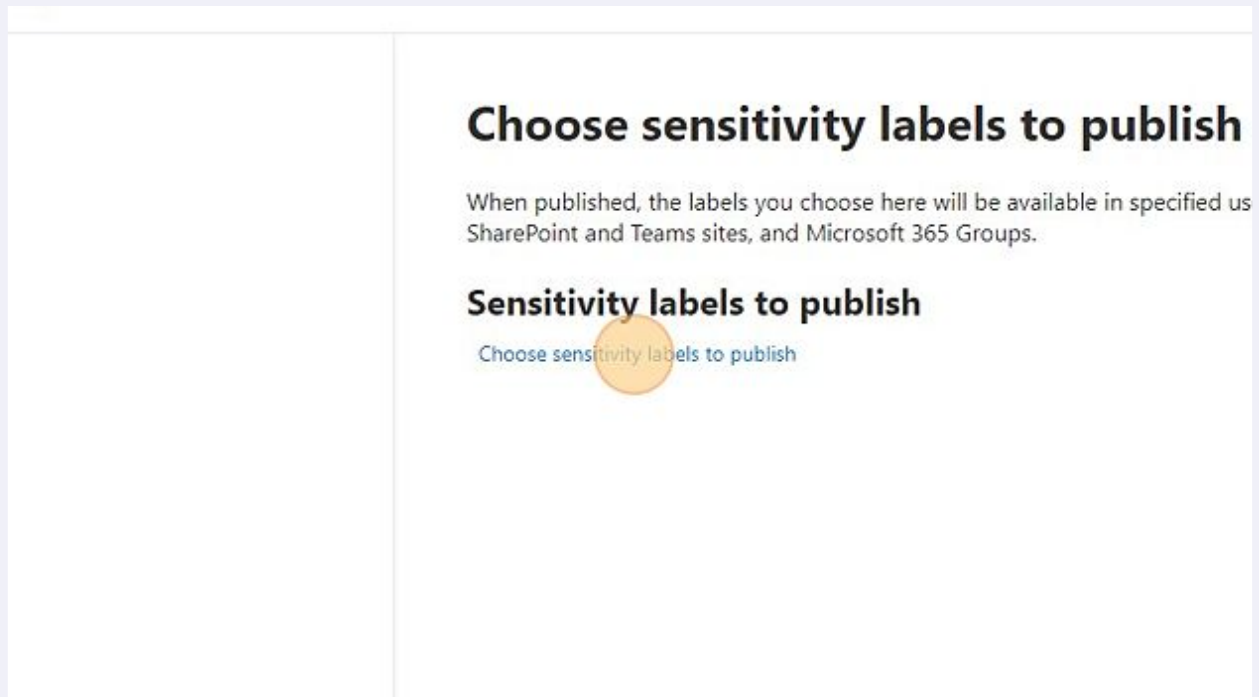 Choose sensitivity labels to publish
When published, the labels you choose here will be available in specified us
SharePoint and Teams sites, and Microsoft 365 Groups.
Sensitivity labels to publish
Choose sensitivity labels to publish